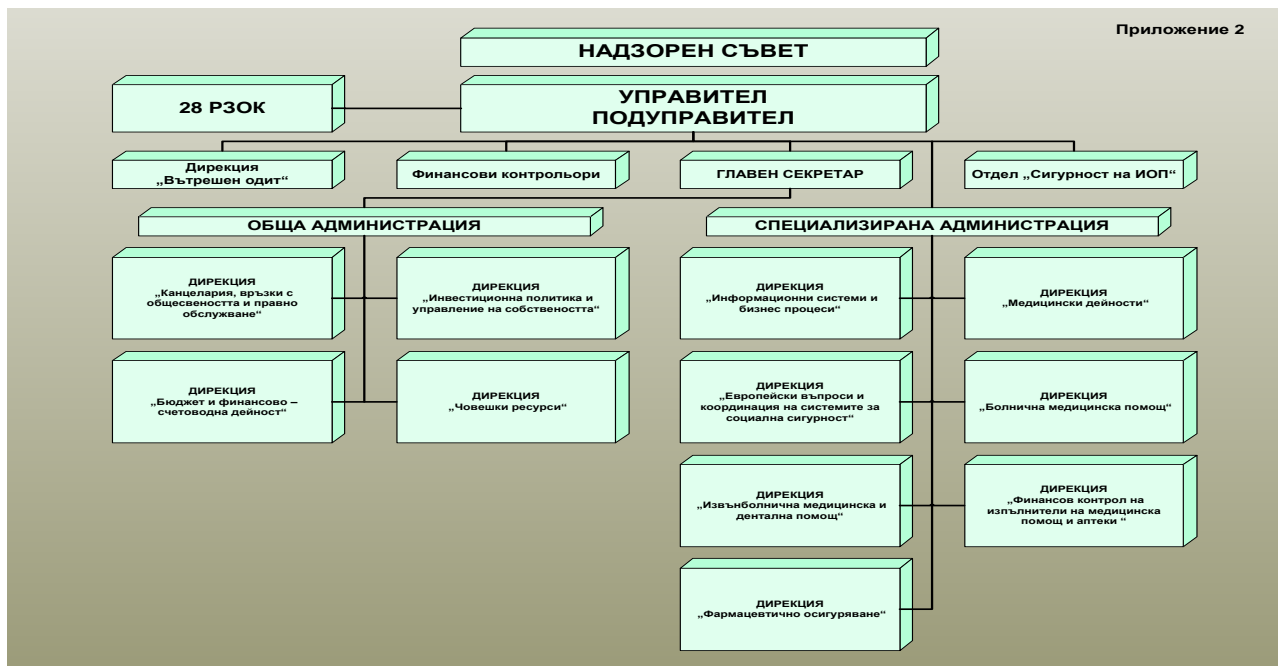 Приложение 2
НАДЗОРЕН СЪВЕТ
28 РЗОК
УПРАВИТЕЛ
ПОДУПРАВИТЕЛ
Дирекция
„Вътрешен одит“
Финансови контрольори
ГЛАВЕН СЕКРЕТАР
Отдел „Сигурност на ИОП“
ОБЩА АДМИНИСТРАЦИЯ
СПЕЦИАЛИЗИРАНА АДМИНИСТРАЦИЯ
ДИРЕКЦИЯ
„Канцелария, връзки с
общсвеността и правно
обслужване“
ДИРЕКЦИЯ
„Инвестиционна политика и
управление на собствеността“
ДИРЕКЦИЯ
„Информационни системи и
бизнес процеси“
ДИРЕКЦИЯ
„Медицински дейности“
ДИРЕКЦИЯ
„Бюджет и финансово –
счетоводна дейност“
ДИРЕКЦИЯ
„Човешки ресурси“
ДИРЕКЦИЯ
„Европейски въпроси и
координация на системите за
социална сигурност“
ДИРЕКЦИЯ
„Болнична медицинска помощ“
ДИРЕКЦИЯ
„Извънболнична медицинска и
дентална помощ“
ДИРЕКЦИЯ
„Финансов контрол на
изпълнители на медицинска
помощ и аптеки “
ДИРЕКЦИЯ
„Фармацевтично осигуряване“